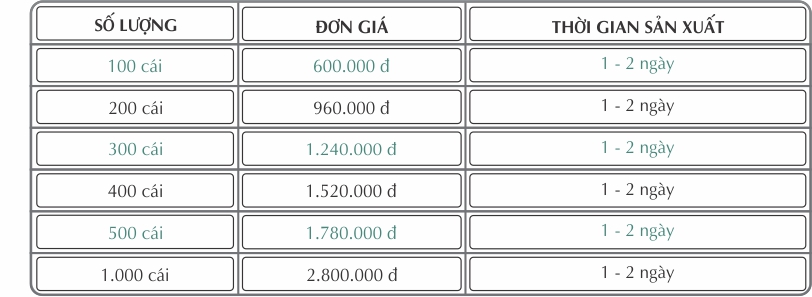 SỐ LƯỢNG ĐƠN GIÁ THỜI GIAN SẢN XUẤT
100 cái 600.000 đ 1 - 2 ngày
200 cái 960.000 đ 1 - 2 ngày
300 cái 1.240.000 đ 1 - 2 ngày
400 cái 1.520.000 đ 1 - 2 ngày
500 cái 1.780.000 đ 1 - 2 ngày
1.000 cái 2.800.000 đ 1 - 2 ngày